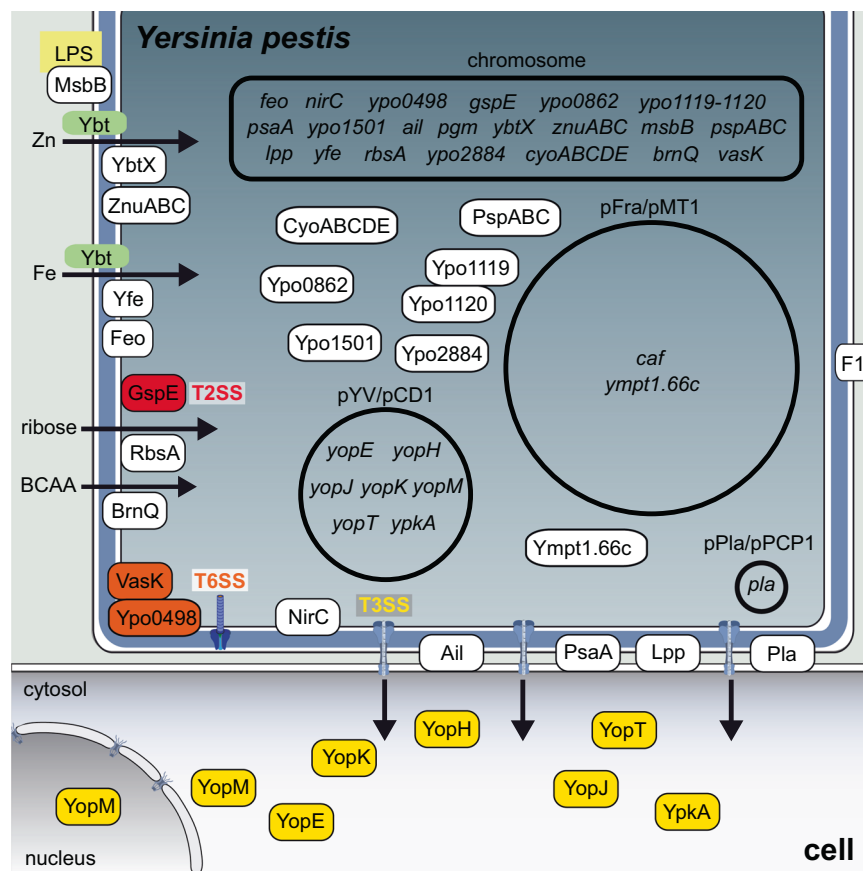 Yersinia pestis
LPS
MsbB
chromosome
feo nirC ypo0498 gspE ypo0862 ypo1119-1120
psaA ypo1501 ail pgm ybtX znuABC msbB pspABC
lpp yfe rbsA ypo2884 cyoABCDE brnQ vasK
Ybt
Zn
YbtX
ZnuABC
CyoABCDE
PspABC
pFra/pMT1
Ybt
Fe
Yfe
Feo
Ypo0862
Ypo1119
Ypo1120
Ypo1501
Ypo2884
caf
ympt1.66c
F1
GspE T2SS
pYV/pCD1
ribose
RbsA
BCAA
BrnQ
yopE yopH
yopJ yopK yopM
yopT ypkA
Ympt1.66c
pPla/pPCP1
pla
VasK
T6SS
Ypo0498
NirC
T3SS
Ail
PsaA
Lpp
Pla
cytosol
YopH
YopT
YopK
YopM
YopM
YopE
YopJ
YpkA
nucleus
cell